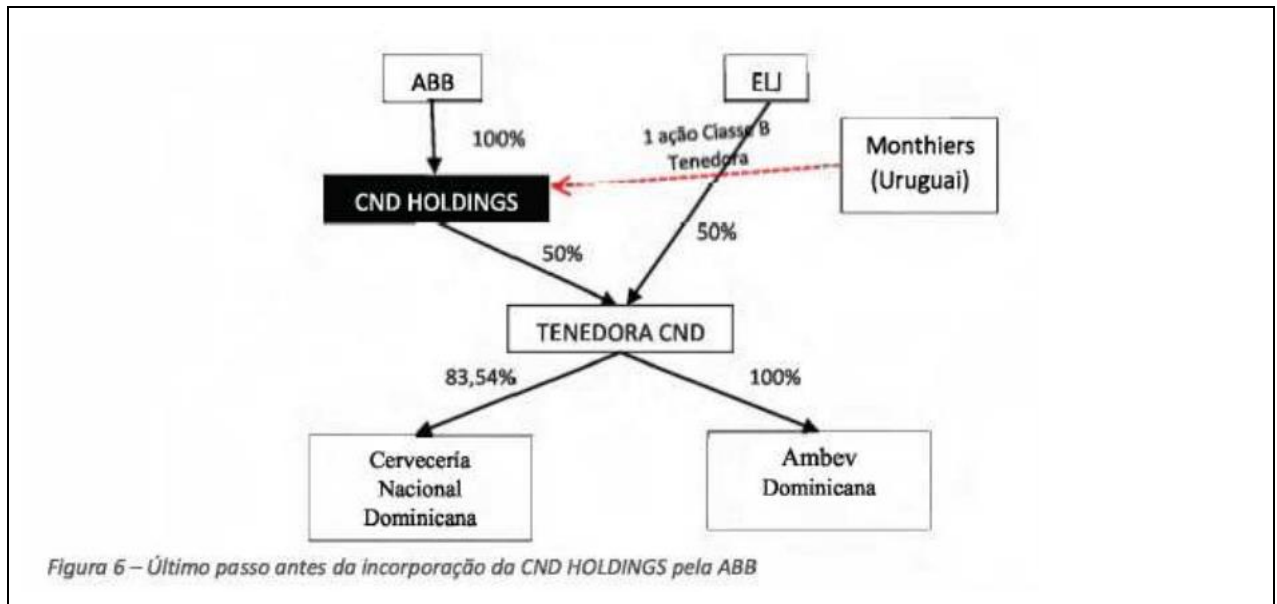 ABB
ELJ
100%
1 ação Classe B
Tenedora
Monthiers
(Uruguai)
CND HOLDINGS
50%
50%
TENEDORA CND
83,54%
100%
Cervecería
Nacional
Dominicana
Ambev
Dominicana
Figura 6 – Último passo antes da incorporação da CND HOLDINGS pela ABB